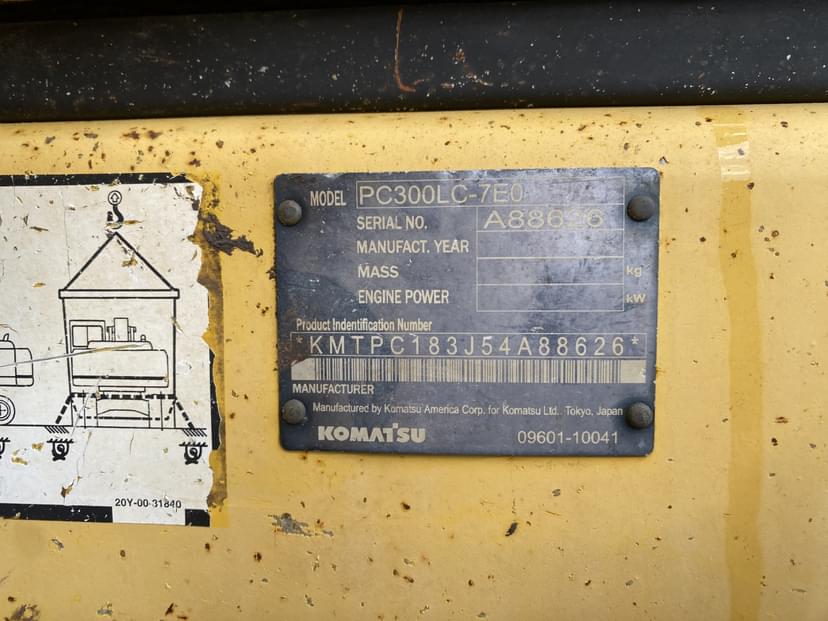 MODEL PC300LC-7E0
SERIAL NO. A88626
MANUFACT. YEAR
MASS kg
ENGINE POWER kW
Product Indentification Number
*KMTPC183J54A88626*
MANUFACTURER
Manufactured by Komatsu America Corp. for Komatsu Ltd., Tokyo, Japan
KOMATSU 09601-10041
20Y-00-31840